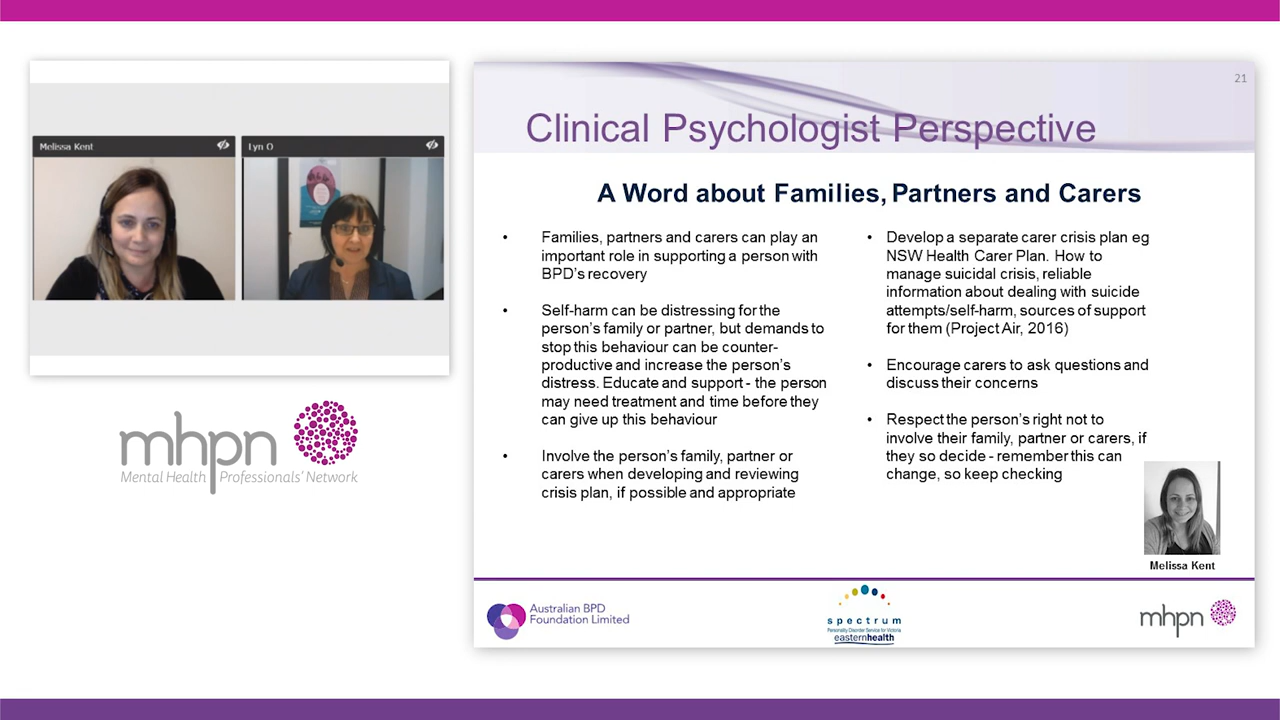 Melissa Kent
Lyn O
mhpn
Mental Health Professionals' Network
21
Clinical Psychologist Perspective
A Word about Families, Partners and Carers
• Families, partners and carers can play an
important role in supporting a person with
BPD's recovery
• Self-harm can be distressing for the
person's family or partner, but demands to
stop this behaviour can be counter-
productive and increase the person's
distress. Educate and support - the person
may need treatment and time before they
can give up this behaviour
• Involve the person's family, partner or
carers when developing and reviewing
crisis plan, if possible and appropriate
• Develop a separate carer crisis plan eg
NSW Health Carer Plan. How to
manage suicidal crisis, reliable
information about dealing with suicide
attempts/self-harm, sources of support
for them (Project Air, 2016)
• Encourage carers to ask questions and
discuss their concerns
• Respect the person's right not to
involve their family, partner or carers, if
they so decide - remember this can
change, so keep checking
Melissa Kent
Australian BPD
Foundation Limited
spectrum
Personality Disorder Service for Victoria
easternhealth
mhpn